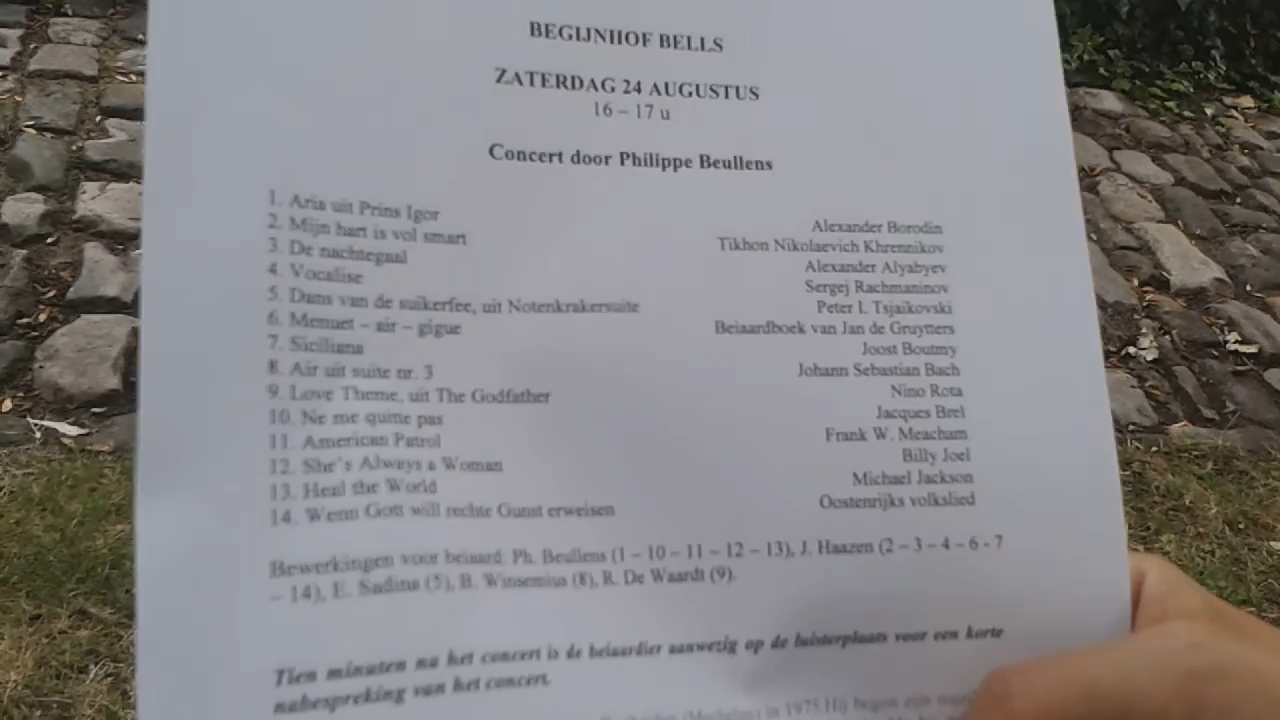 BEGIJNHOF BELLS
ZATERDAG 24 AUGUSTUS
16 – 17 u
Concert door Philippe Beullens
1. Aria uit Prins Igor Alexander Borodin
2. Mijn hart is vol smart Tikhon Nikolaevich Khrennikov
3. De nachtegaal Alexander Alyabyev
4. Vocalise Sergej Rachmaninov
5. Dans van de suikerfee, uit Notenkrakersuite Peter I. Tsjaikovski
6. Menuet – air – gigue Beiaardboek van Jan de Gruytters
7. Siciliana Joost Boutmy
8. Air uit suite nr. 3 Johann Sebastian Bach
9. Love Theme, uit The Godfather Nino Rota
10. Ne me quitte pas Jacques Brel
11. American Patrol Frank W. Meacham
12. She's Always a Woman Billy Joel
13. Heal the World Michael Jackson
14. Wenn Gott will rechte Gunst erweisen Oostenrijks volkslied
Bewerkingen voor beiaard: Ph. Beullens (1 – 10 – 11 – 12 – 13), J. Haazen (2 – 3 – 4 – 6 - 7
– 14), E. Sadina (5), B. Winsemius (8), R. De Waardt (9).
Tien minuten na het concert is de beiaardier aanwezig op de luisterplaats voor een korte
nabespreking van het concert.
(Mechelen) in 1975. Hij begon zijn